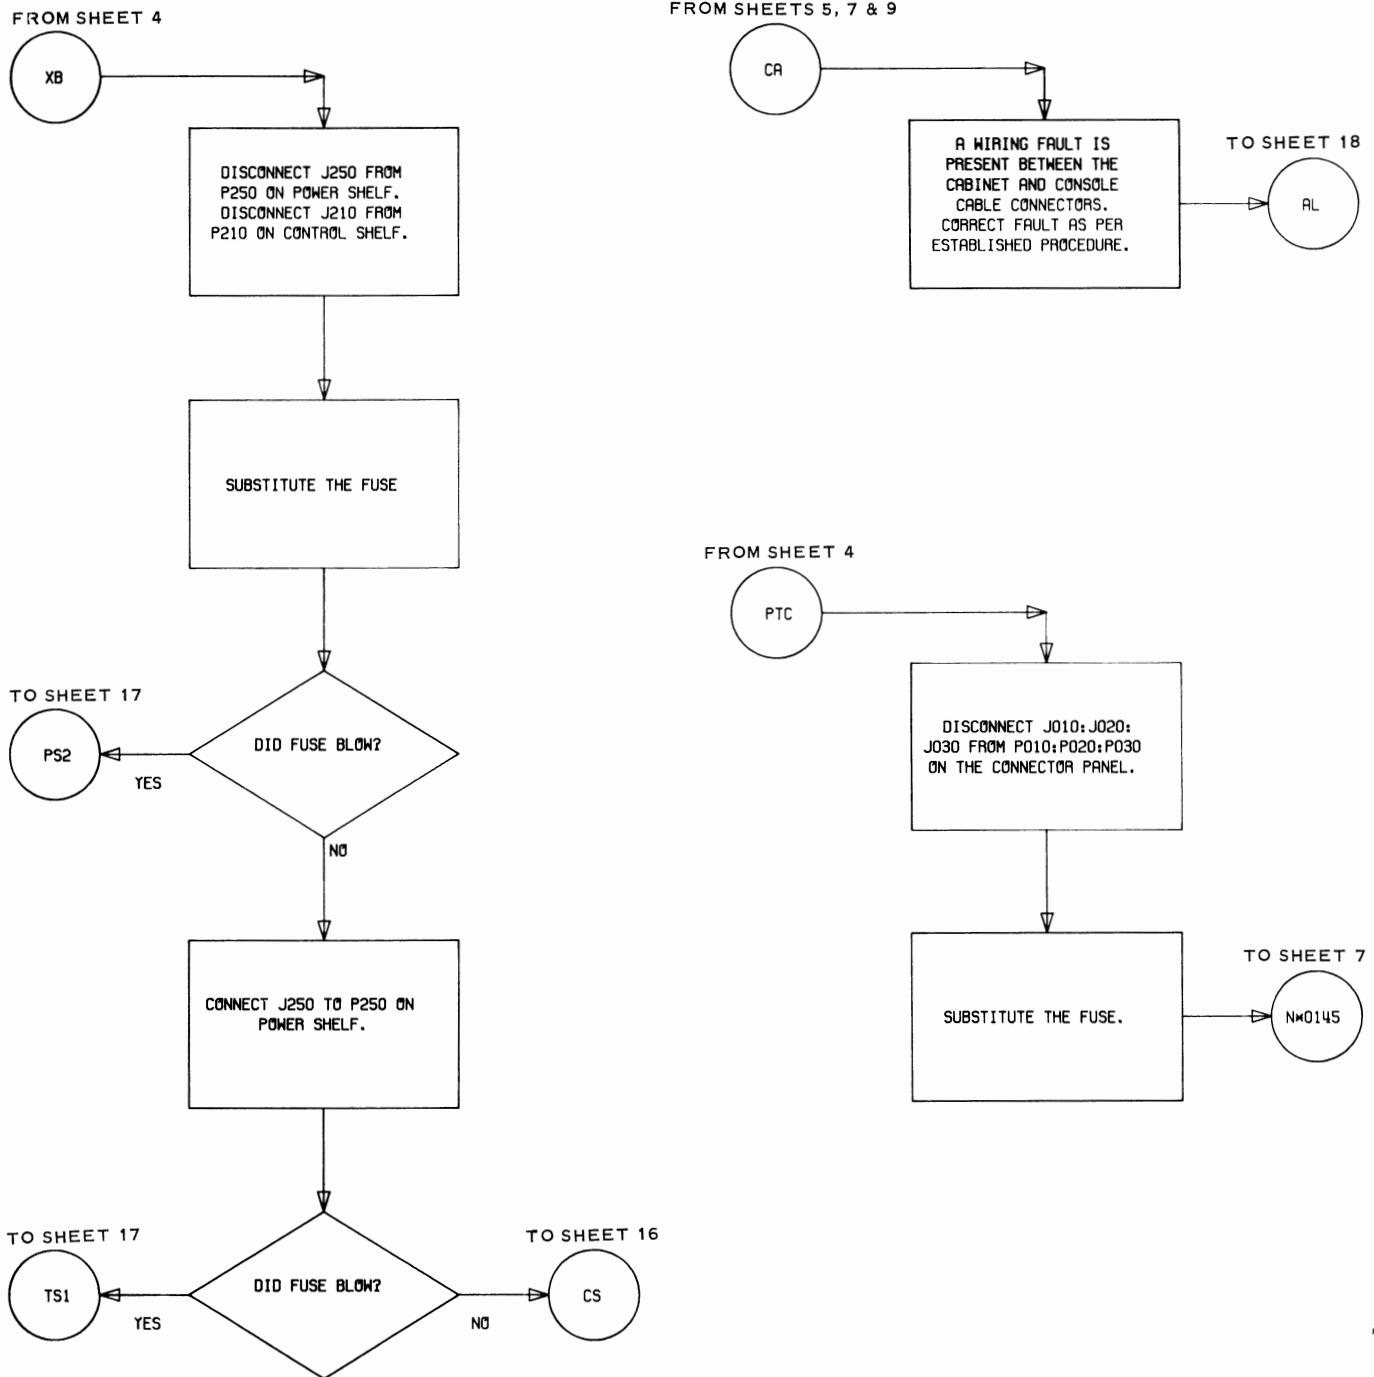 FROM SHEET 4
XB
DISCONNECT J250 FROM
P250 ON POWER SHELF.
DISCONNECT J210 FROM
P210 ON CONTROL SHELF.
SUBSTITUTE THE FUSE
TO SHEET 17
PS2
YES
DID FUSE BLOW?
NO
CONNECT J250 TO P250 ON
POWER SHELF.
TO SHEET 17
TS1
YES
DID FUSE BLOW?
NO
TO SHEET 16
CS
FROM SHEETS 5, 7 & 9
CA
A WIRING FAULT IS
PRESENT BETWEEN THE
CABINET AND CONSOLE
CABLE CONNECTORS.
CORRECT FAULT AS PER
ESTABLISHED PROCEDURE.
TO SHEET 18
AL
FROM SHEET 4
PTC
DISCONNECT J010:J020:
J030 FROM P010:P020:P030
ON THE CONNECTOR PANEL.
SUBSTITUTE THE FUSE.
TO SHEET 7
N*0145